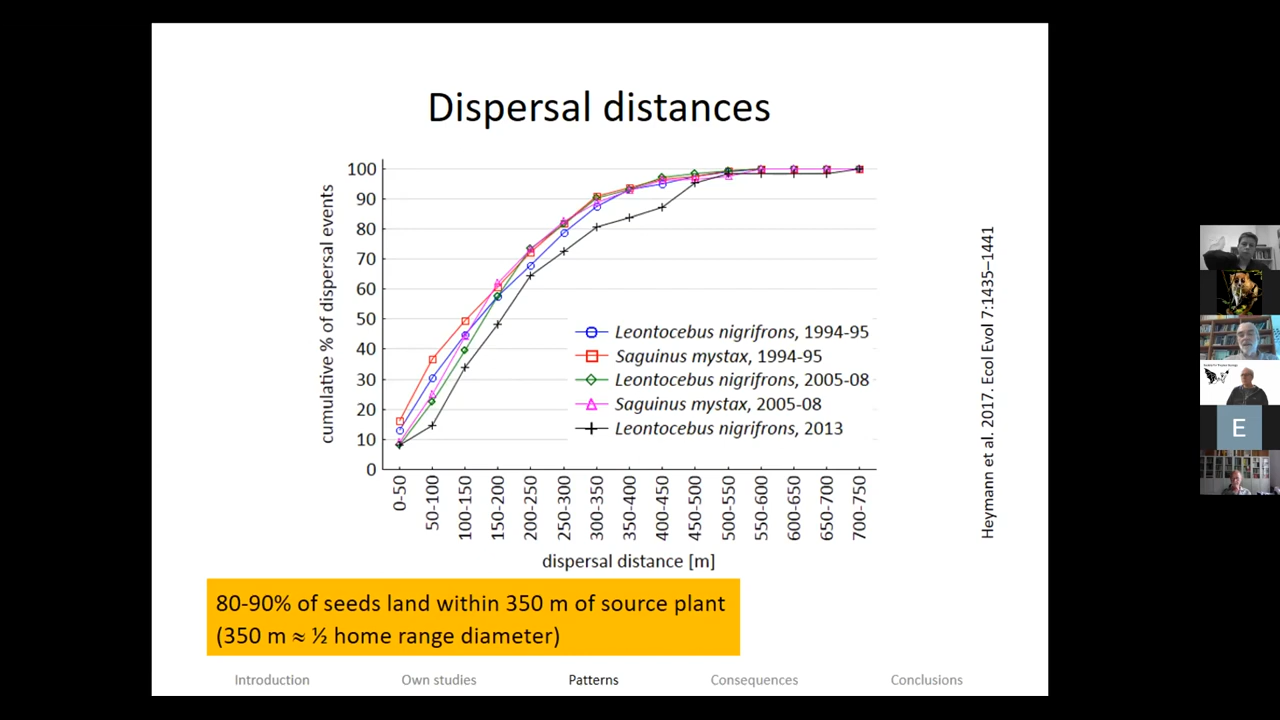 Dispersal distances
cumulative % of dispersal events
100
90
80
70
60
50
40
30
20
10
0
Leontocebus nigrifrons, 1994-95
Saguinus mystax, 1994-95
Leontocebus nigrifrons, 2005-08
Saguinus mystax, 2005-08
Leontocebus nigrifrons, 2013
0-50
50-100
100-150
150-200
200-250
250-300
300-350
350-400
400-450
450-500
500-550
550-600
600-650
650-700
700-750
dispersal distance [m]
Heymann et al. 2017. Ecol Evol 7:1435–1441
80-90% of seeds land within 350 m of source plant
(350 m ≈ ½ home range diameter)
Introduction Own studies Patterns Consequences Conclusions
E